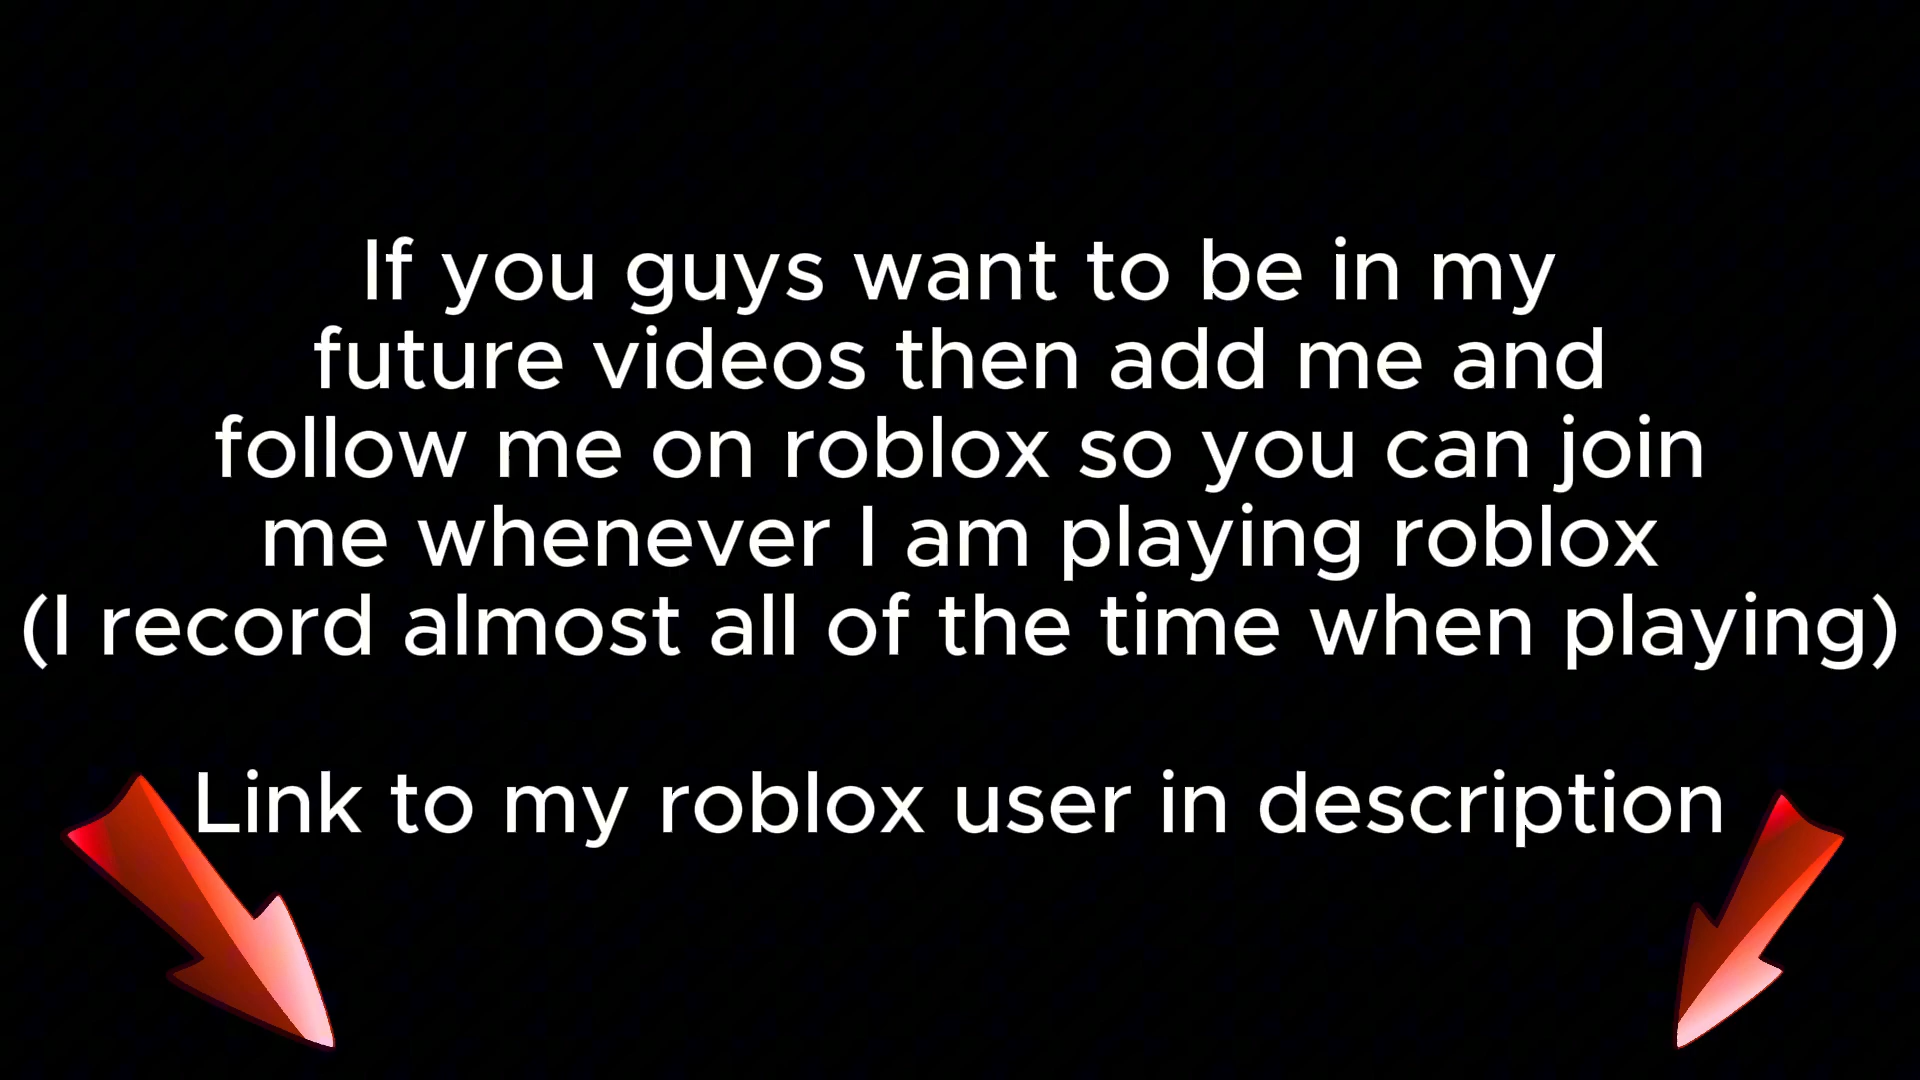 If you guys want to be in my
future videos then add me and
follow me on roblox so you can join
me whenever I am playing roblox
(I record almost all of the time when playing)
Link to my roblox user in description